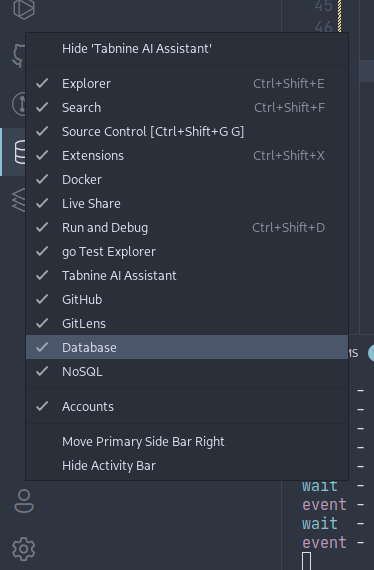 45
46
Hide 'Tabnine AI Assistant'
Explorer Ctrl+Shift+E
Search Ctrl+Shift+F
Source Control [Ctrl+Shift+G G]
Extensions Ctrl+Shift+X
Docker
Live Share
Run and Debug Ctrl+Shift+D
go Test Explorer
Tabnine AI Assistant
GitHub
GitLens
Database
MS
NoSQL
-
Accounts
-
-
Move Primary Side Bar Right
-
Hide Activity Bar
-
wait -
event -
wait -
event -